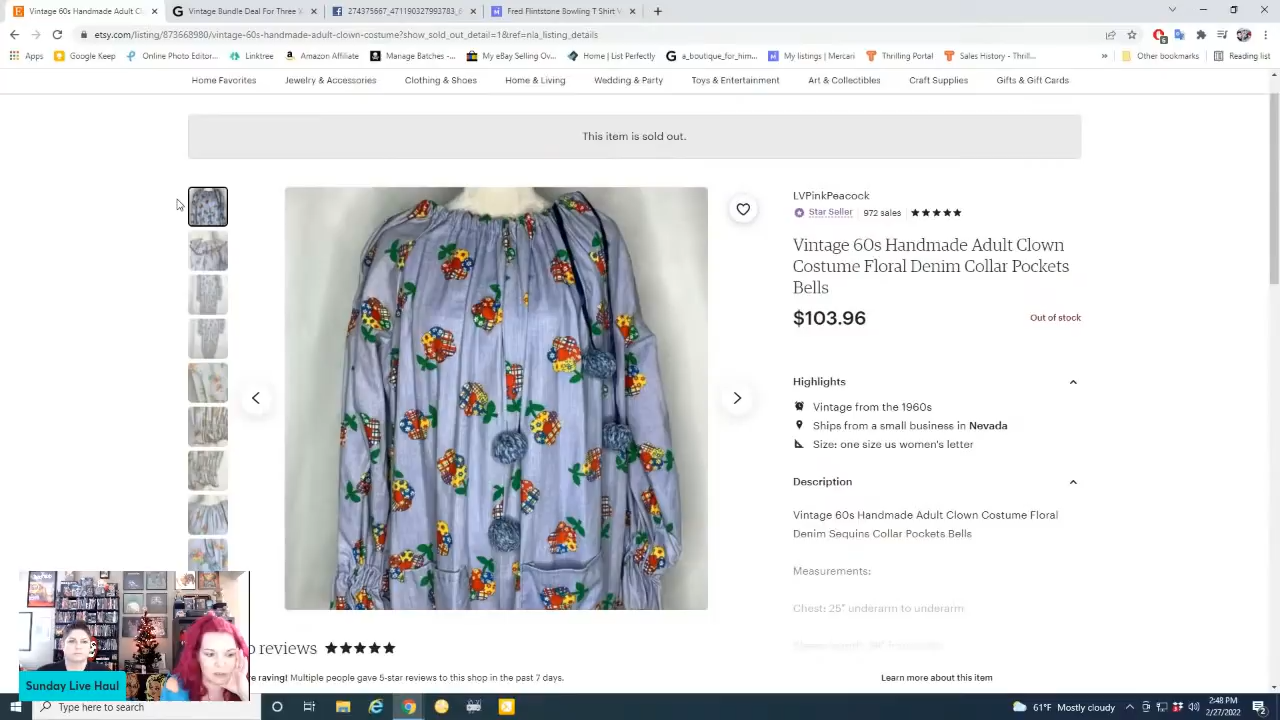 Vintage 60s Handmade Adult Cl
Vintage Bundle Deal For Three X
274375667_471190327993783_6
Fred Flintstone Bowling T Shirt V
etsy.com/listing/873668980/vintage-60s-handmade-adult-clown-costume?show_sold_out_detail=1&ref=nla_listing_details
Apps
Google Keep
Online Photo Editor...
Linktree
Amazon Affiliate
Manage Batches -...
My eBay Selling Ov...
Home | List Perfectly
a_boutique_for_him...
My listings | Mercari
Thrilling Portal
Sales History - Thrill...
Other bookmarks
Reading list
Home Favorites
Jewelry & Accessories
Clothing & Shoes
Home & Living
Wedding & Party
Toys & Entertainment
Art & Collectibles
Craft Supplies
Gifts & Gift Cards
This item is sold out.
LVPinkPeacock
Star Seller | 972 sales
Vintage 60s Handmade Adult Clown
Costume Floral Denim Collar Pockets
Bells
$103.96
Out of stock
Highlights
Vintage from the 1960s
Ships from a small business in Nevada
Size: one size us women's letter
Description
Vintage 60s Handmade Adult Clown Costume Floral
Denim Sequins Collar Pockets Bells
Measurements:
Chest: 25" underarm to underarm
reviews
raving! Multiple people gave 5-star reviews to this shop in the past 7 days.
Learn more about this item
Sunday Live Haul
Type here to search
61°F Mostly cloudy
2:48 PM
2/27/2022
2